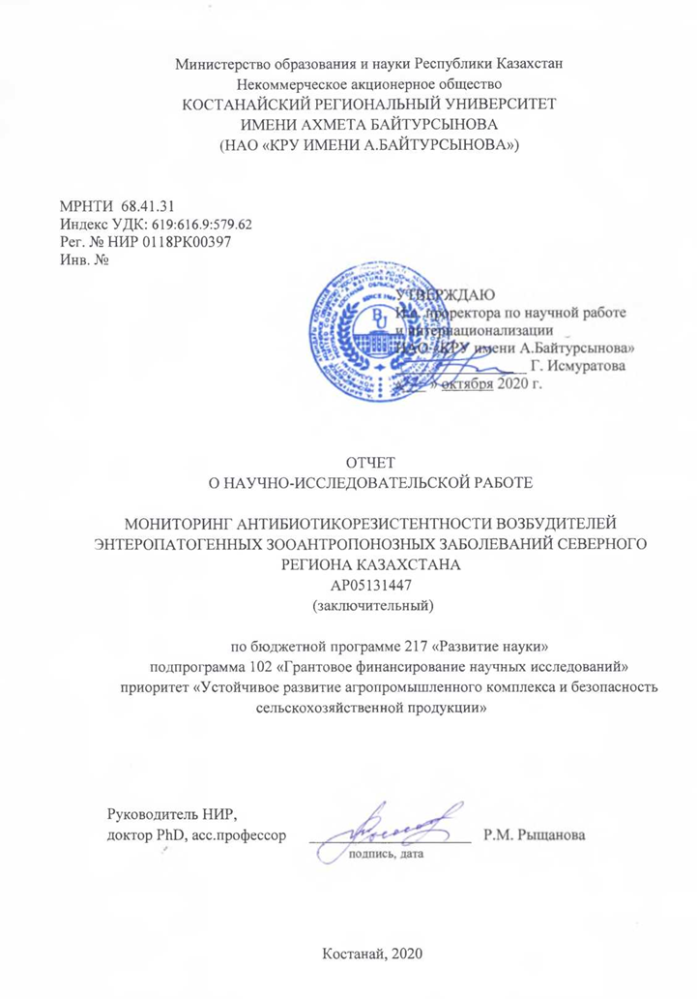 Министерство образования и науки Республики Казахстан
Некоммерческое акционерное общество
КОСТАНАЙСКИЙ РЕГИОНАЛЬНЫЙ УНИВЕРСИТЕТ
ИМЕНИ АХМЕТА БАЙТУРСЫНОВА
(НАО «КРУ ИМЕНИ А.БАЙТУРСЫНОВА»)
МРНТИ 68.41.31
Индекс УДК: 619:616.9:579.62
Рег. № НИР 0118РК00397
Инв. №
УТВЕРЖДАЮ
И.о. проректора по научной работе
и интернационализации
НАО «КРУ имени А.Байтурсынова»
Г. Исмуратова
» октября 2020 г.
BU
ОТЧЕТ
О НАУЧНО-ИССЛЕДОВАТЕЛЬСКОЙ РАБОТЕ
МОНИТОРИНГ АНТИБИОТИКОРЕЗИСТЕНТНОСТИ ВОЗБУДИТЕЛЕЙ
ЭНТЕРОПАТОГЕННЫХ ЗООАНТРОПОНОЗНЫХ ЗАБОЛЕВАНИЙ СЕВЕРНОГО
РЕГИОНА КАЗАХСТАНА
АР05131447
(заключительный)
по бюджетной программе 217 «Развитие науки»
подпрограмма 102 «Грантовое финансирование научных исследований»
приоритет «Устойчивое развитие агропромышленного комплекса и безопасность
сельскохозяйственной продукции»
Руководитель НИР,
доктор PhD, асс.профессор Р.М. Рыщанова
подпись, дата
Костанай, 2020